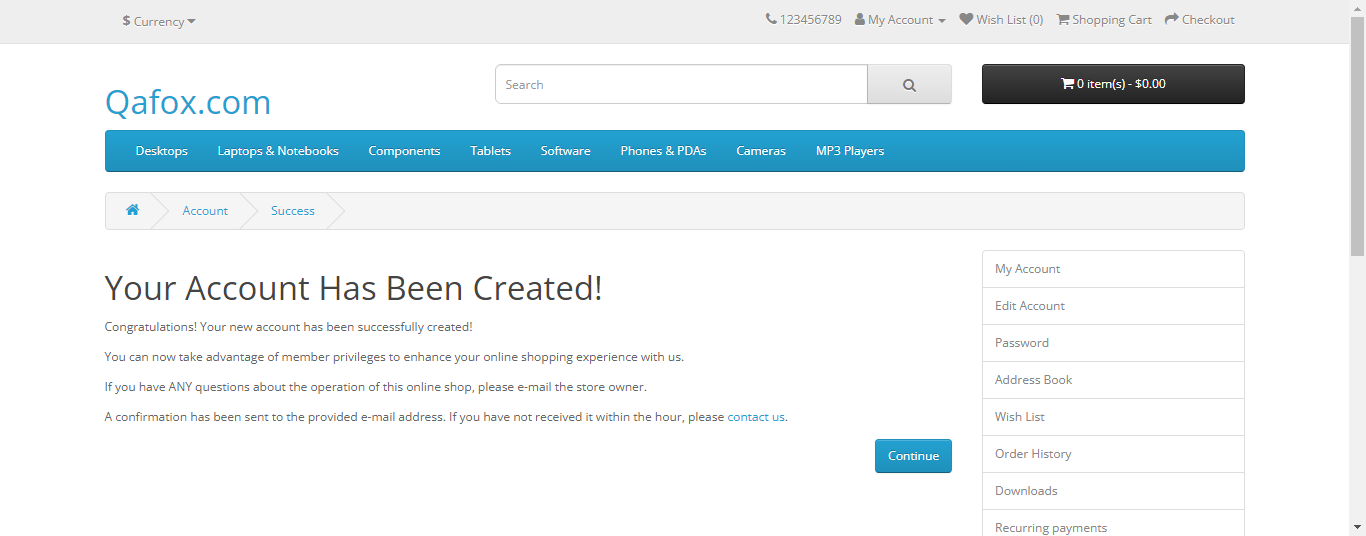 $ Currency
123456789 My Account Wish List (0) Shopping Cart Checkout
Qafox.com
Search
0 item(s) - $0.00
Desktops Laptops & Notebooks Components Tablets Software Phones & PDAs Cameras MP3 Players
Account Success
Your Account Has Been Created!
Congratulations! Your new account has been successfully created!
You can now take advantage of member privileges to enhance your online shopping experience with us.
If you have ANY questions about the operation of this online shop, please e-mail the store owner.
A confirmation has been sent to the provided e-mail address. If you have not received it within the hour, please contact us.
Continue
My Account
Edit Account
Password
Address Book
Wish List
Order History
Downloads
Recurring payments